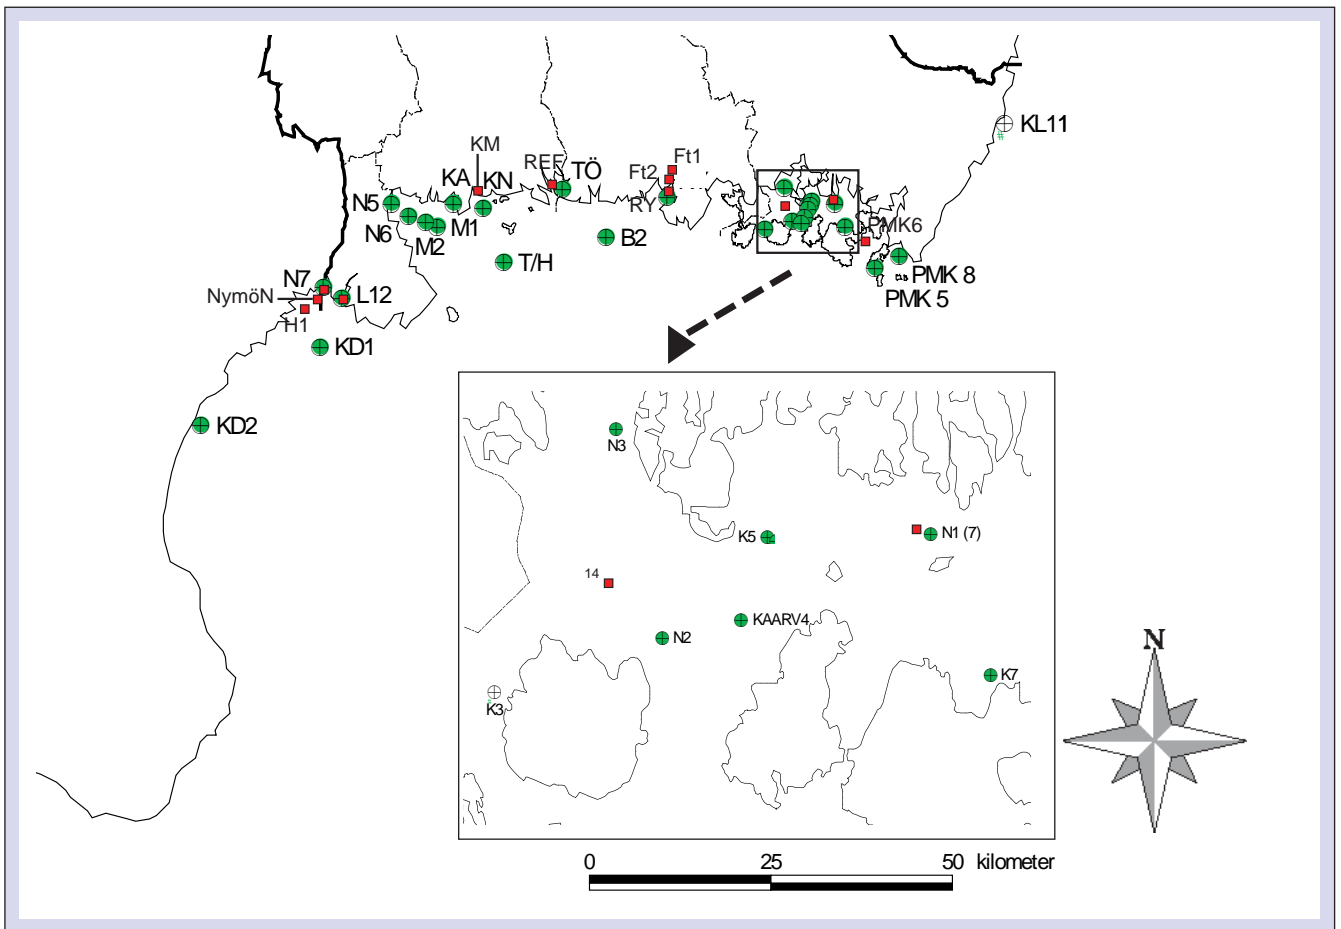 KL11
KM
Ft1
REF
TÖ
Ft2
KA
KN
N5
RY
M1
N6
PMK6
M2
B2
T/H
N7
PMK 8
NymöN
L12
PMK 5
H1
KD1
KD2
N3
K5
N1 (7)
14
KAARV4
N2
K7
K3
N
0 25 50 kilometer